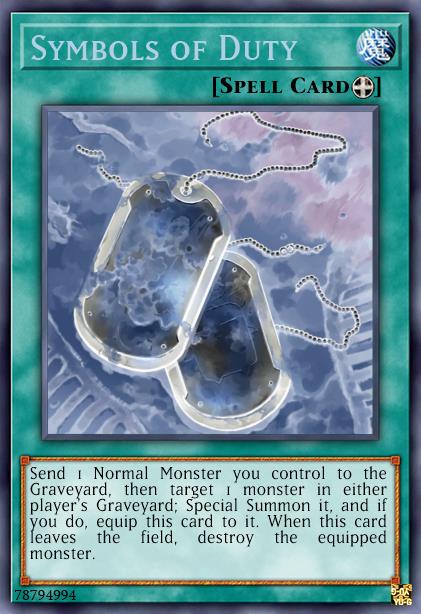 Symbols of Duty
[Spell Card]
Send 1 Normal Monster you control to the
Graveyard, then target 1 monster in either
player's Graveyard; Special Summon it, and if
you do, equip this card to it. When this card
leaves the field, destroy the equipped
monster.
78794994